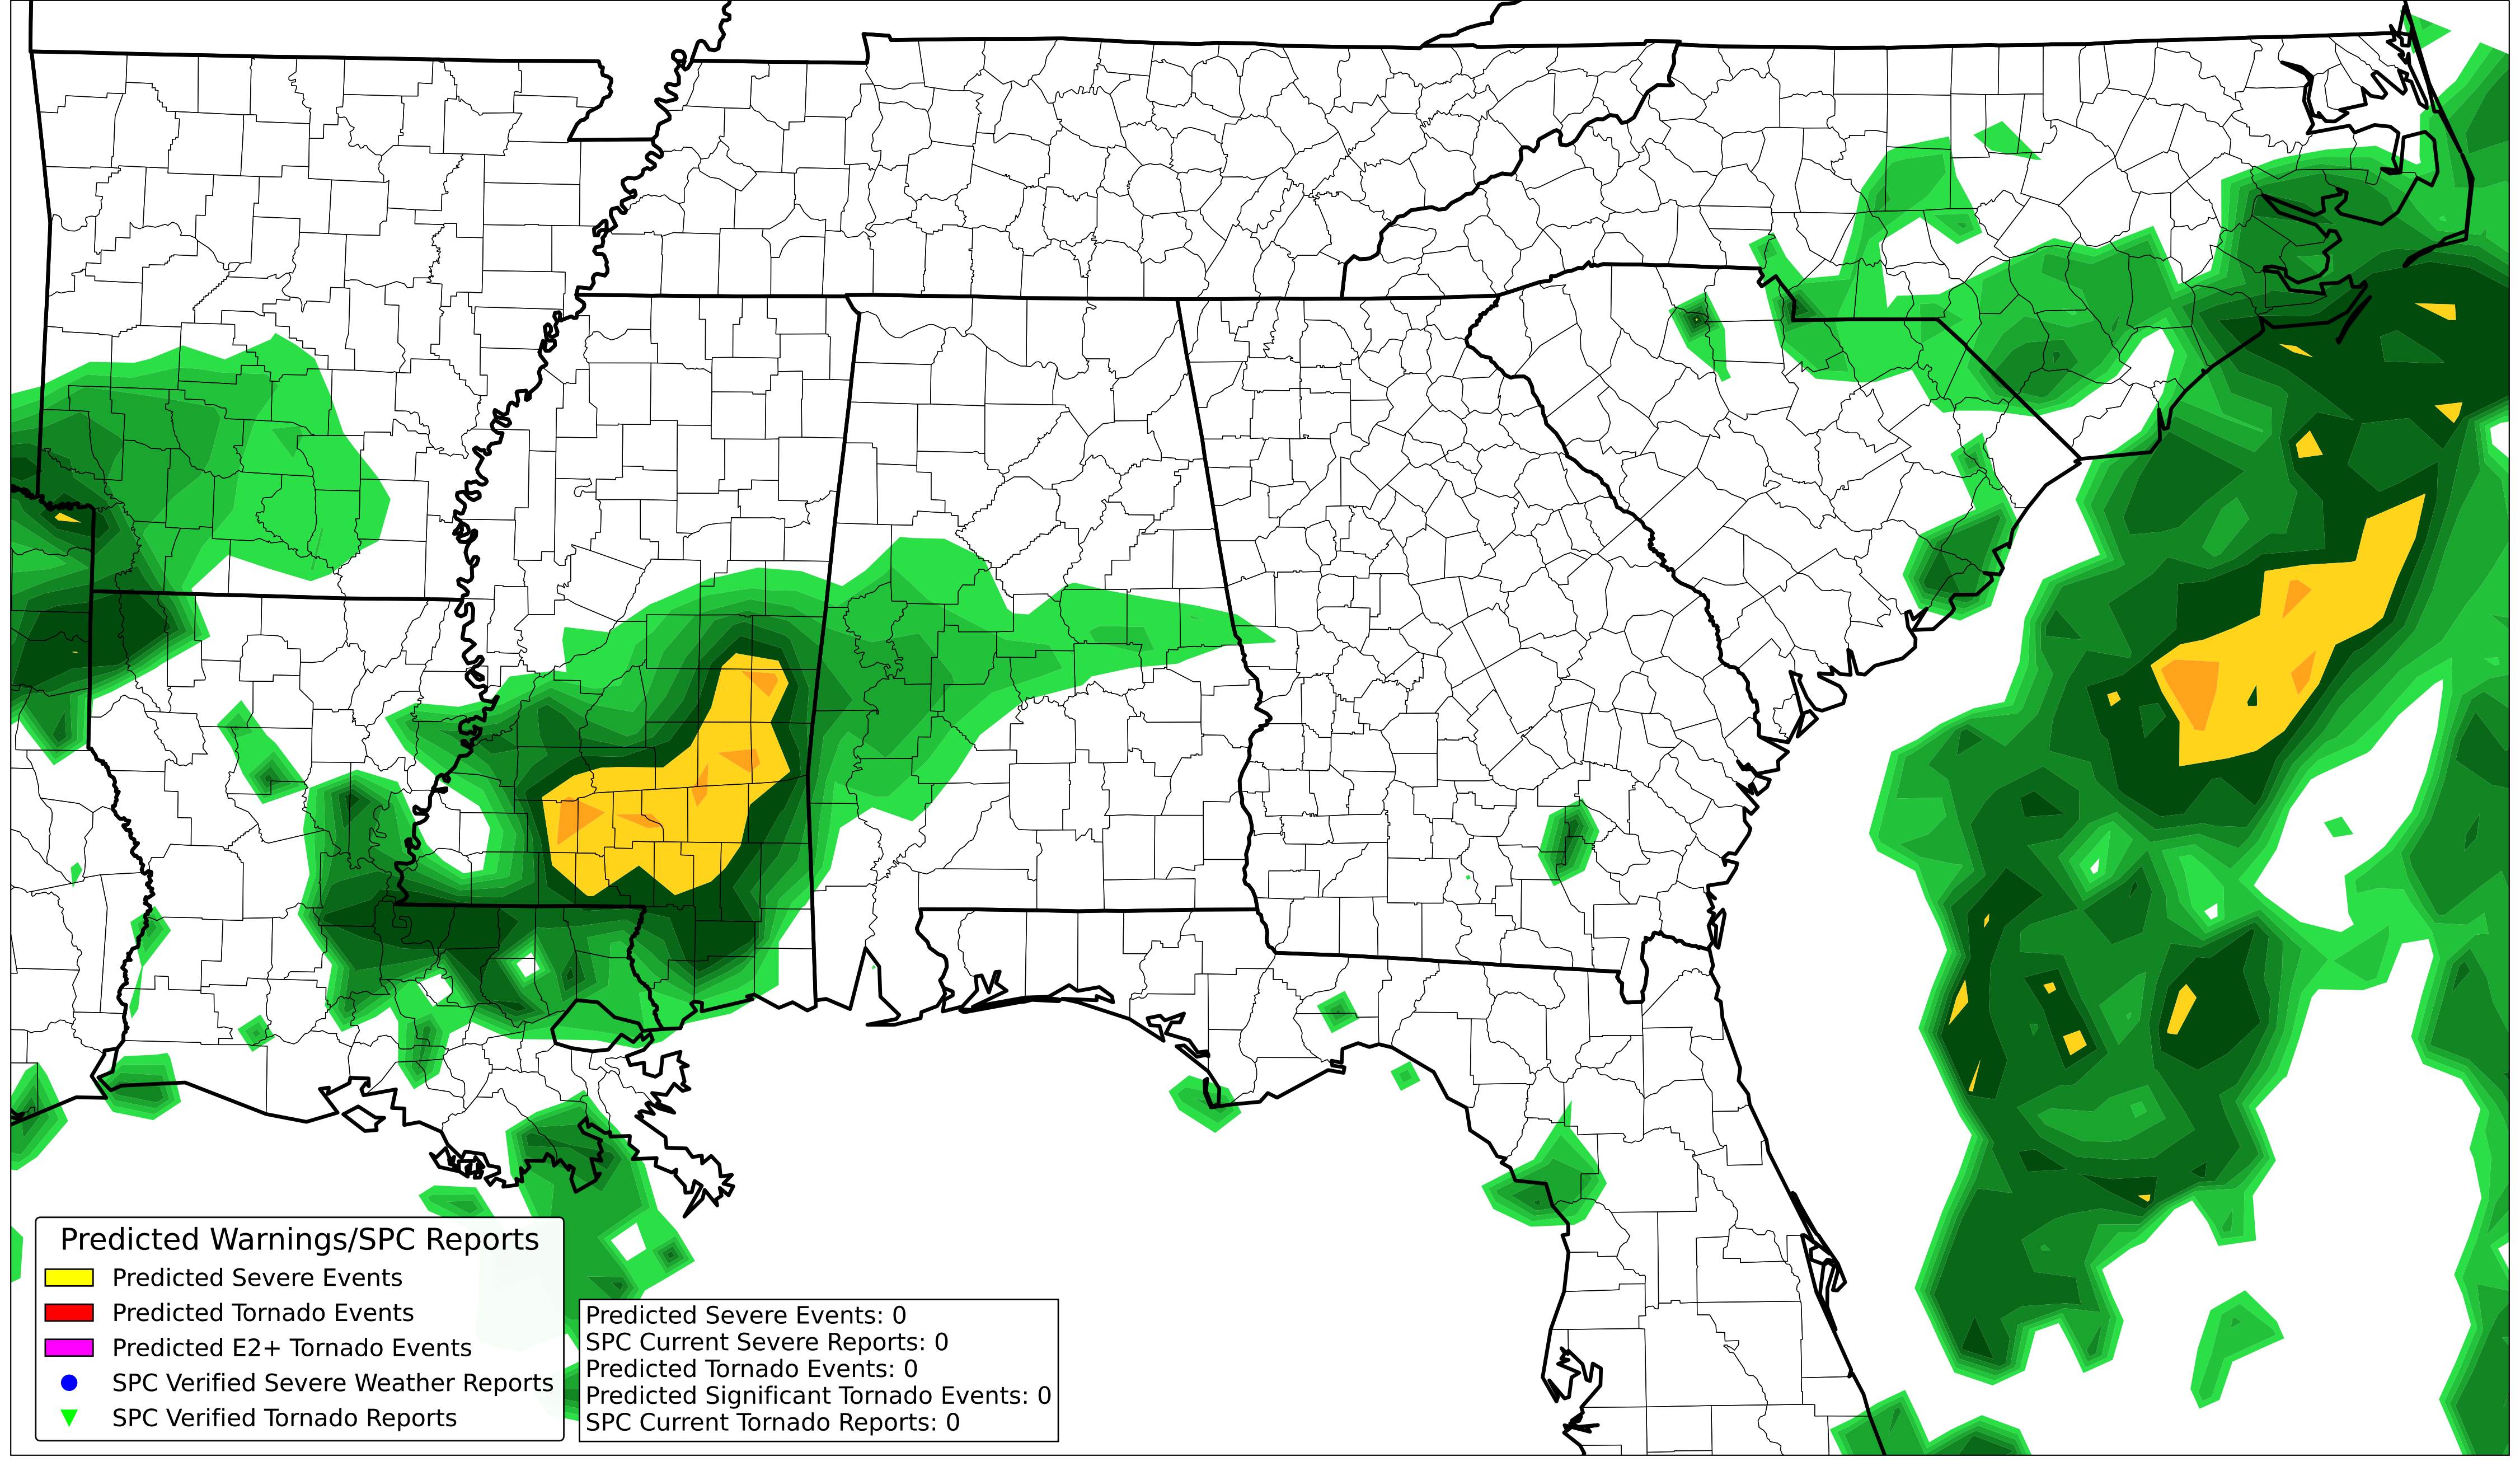 Predicted Warnings/SPC Reports
Predicted Severe Events
Predicted Tornado Events
Predicted E2+ Tornado Events
SPC Verified Severe Weather Reports
SPC Verified Tornado Reports
Predicted Severe Events: 0
SPC Current Severe Reports: 0
Predicted Tornado Events: 0
Predicted Significant Tornado Events: 0
SPC Current Tornado Reports: 0